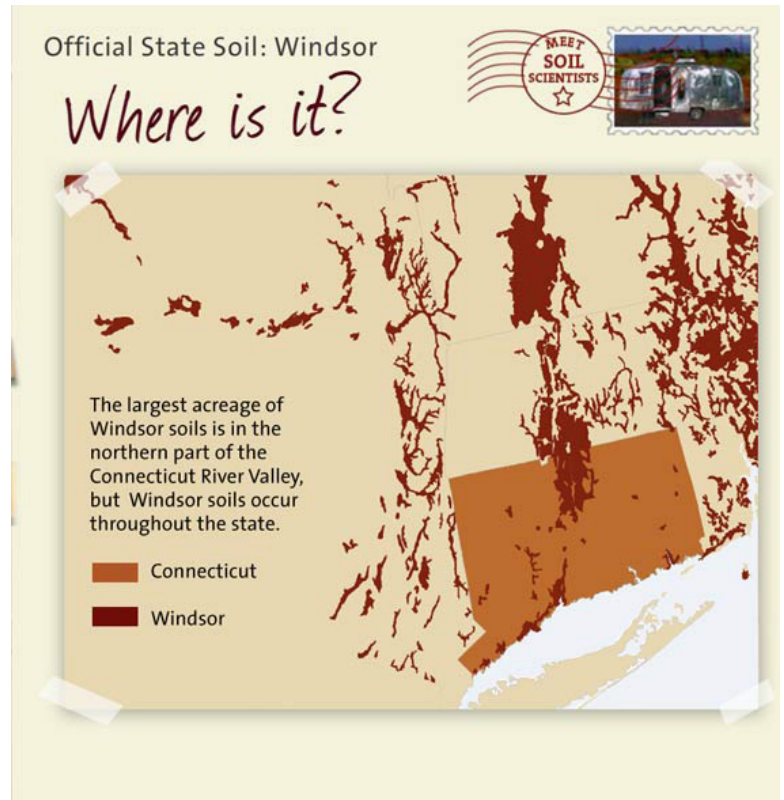 Official State Soil: Windsor
Where is it?
MEET
SOIL
SCIENTISTS
The largest acreage of
Windsor soils is in the
northern part of the
Connecticut River Valley,
but Windsor soils occur
throughout the state.
Connecticut
Windsor